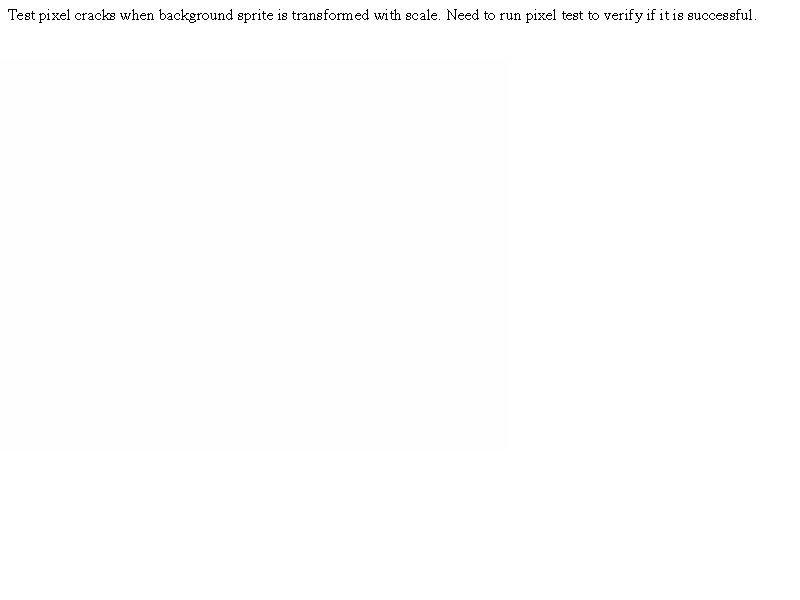 Test pixel cracks when background sprite is transformed with scale. Need to run pixel test to verify if it is successful.